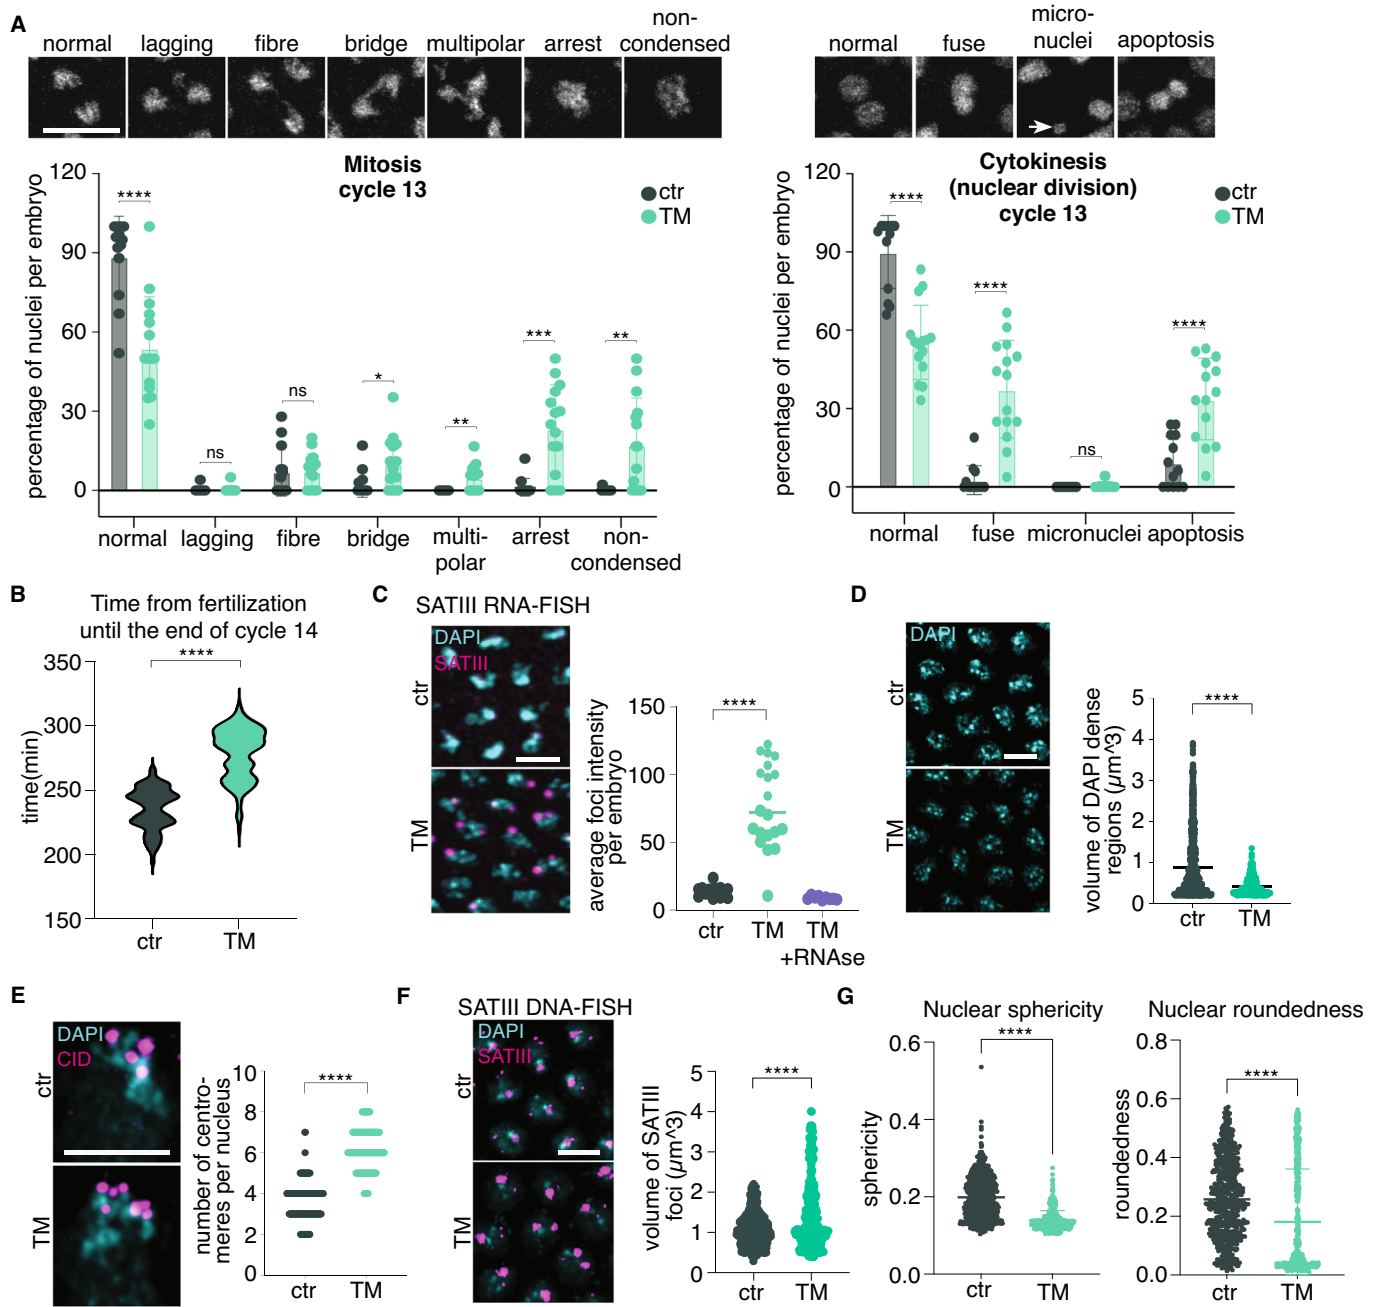 A
normal
lagging
fibre
bridge
multipolar
arrest
non-
condensed
normal
fuse
micro-
nuclei
apoptosis
Mitosis
cycle 13
percentage of nuclei per embryo
120
90
60
30
0
****
ns
ns
*
**
***
**
ctr
TM
normal
lagging
fibre
bridge
multi-
polar
arrest
non-
condensed
Cytokinesis
(nuclear division)
cycle 13
percentage of nuclei per embryo
120
90
60
30
0
****
****
ns
****
ctr
TM
normal
fuse
micronuclei
apoptosis
B
Time from fertilization
until the end of cycle 14
time(min)
350
300
250
200
150
****
ctr
TM
C
SATIII RNA-FISH
DAPI
SATIII
ctr
TM
average foci intensity
per embryo
150
100
50
0
****
ctr
TM
TM
+RNAse
D
DAPI
ctr
TM
volume of DAPI dense
regions (µm^3)
5
4
3
2
1
0
****
ctr
TM
E
DAPI
CID
ctr
TM
number of centro-
meres per nucleus
10
8
6
4
2
0
****
ctr
TM
F
SATIII DNA-FISH
DAPI
SATIII
ctr
TM
volume of SATIII
foci (µm^3)
5
4
3
2
1
0
****
ctr
TM
G
Nuclear sphericity
sphericity
0.6
0.4
0.2
0.0
****
ctr
TM
Nuclear roundedness
roundedness
0.8
0.6
0.4
0.2
0.0
****
ctr
TM